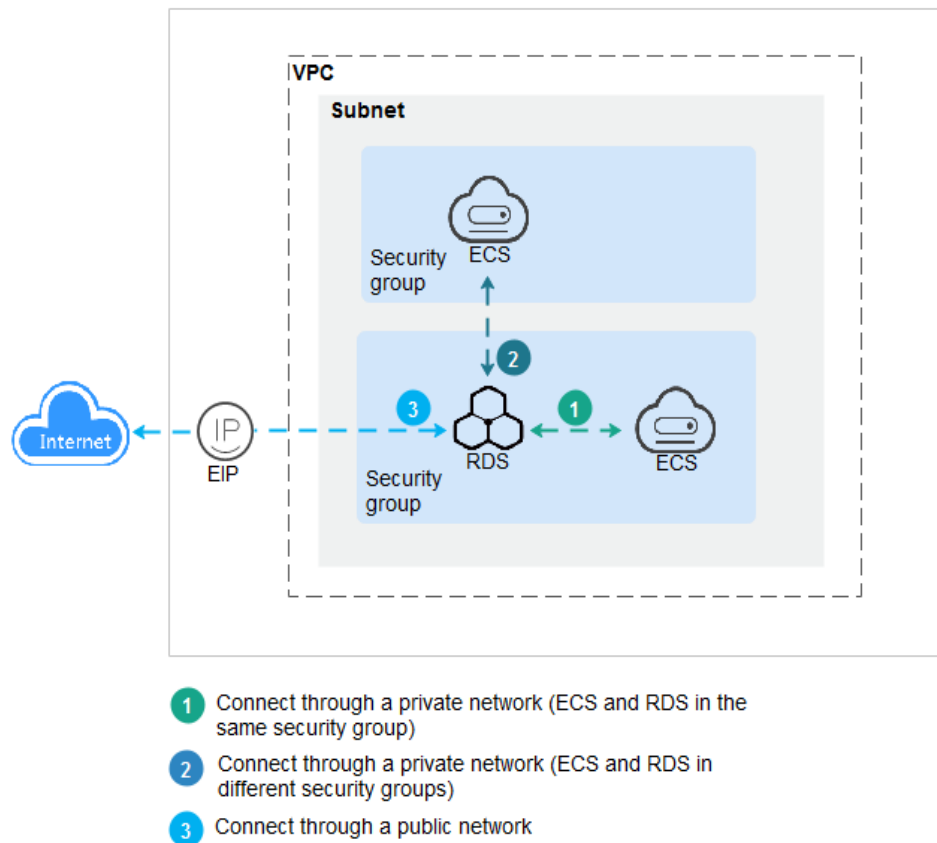 VPC
Subnet
ECS
Security
group
2
3
1
Internet
IP
EIP
RDS
ECS
Security
group
1 Connect through a private network (ECS and RDS in the
same security group)
2 Connect through a private network (ECS and RDS in
different security groups)
3 Connect through a public network